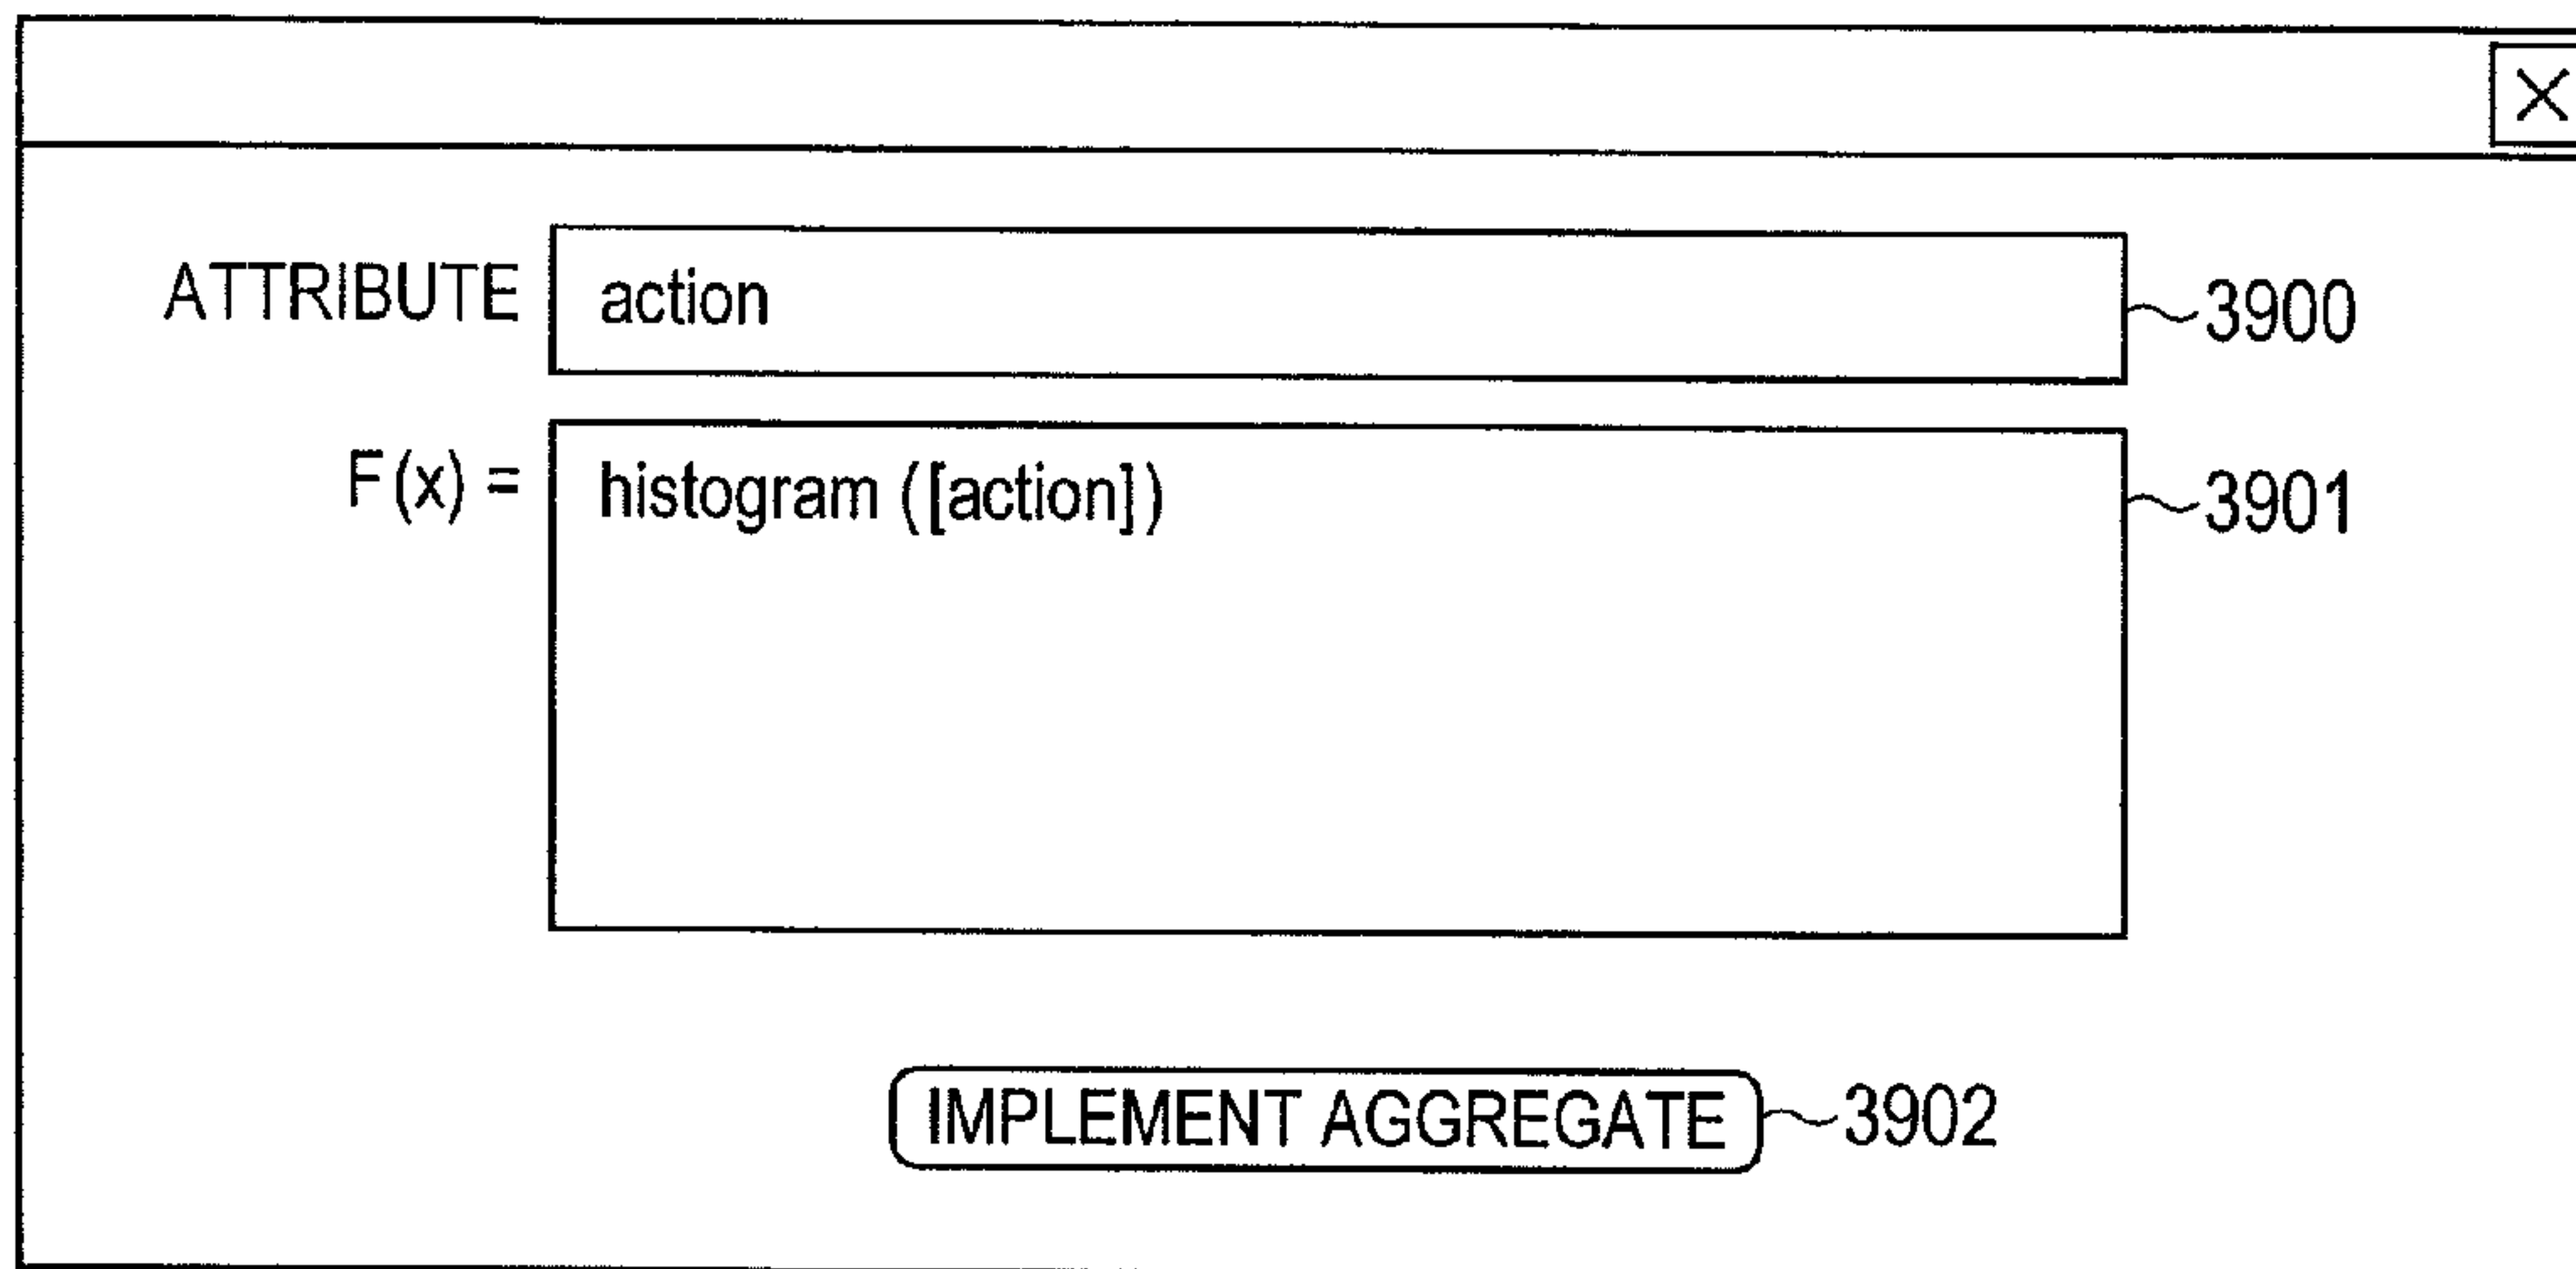 X
ATTRIBUTE action 3900
F(x) = histogram ([action]) 3901
IMPLEMENT AGGREGATE 3902